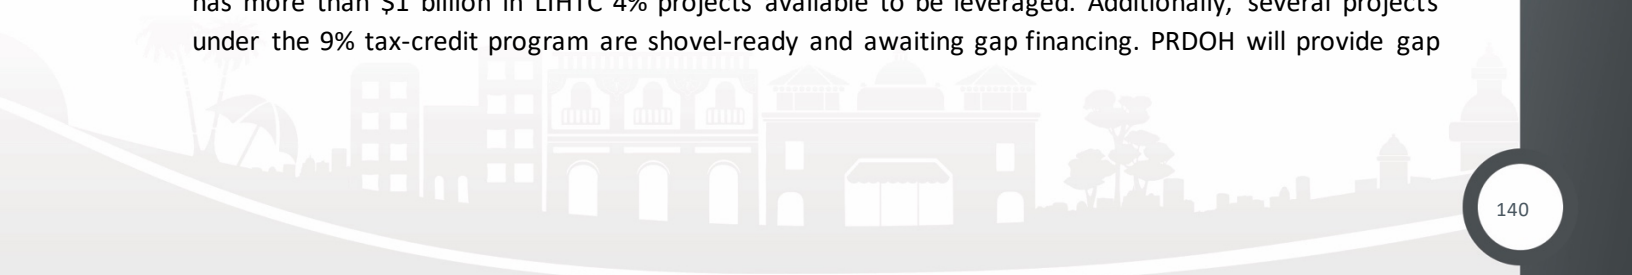 has more than $1 billion in LIHTC 4% projects available to be leveraged. Additionally, several projects
under the 9% tax-credit program are shovel-ready and awaiting gap financing. PRDOH will provide gap
140